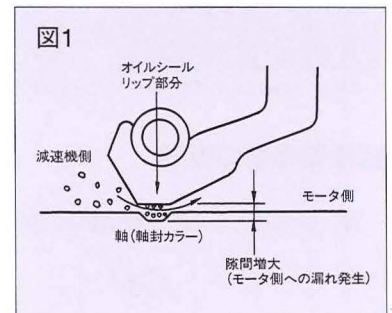 図1
オイルシール
リップ部分
減速機側
モータ側
軸(軸封カラー)
隙間増大
(モータ側への漏れ発生)